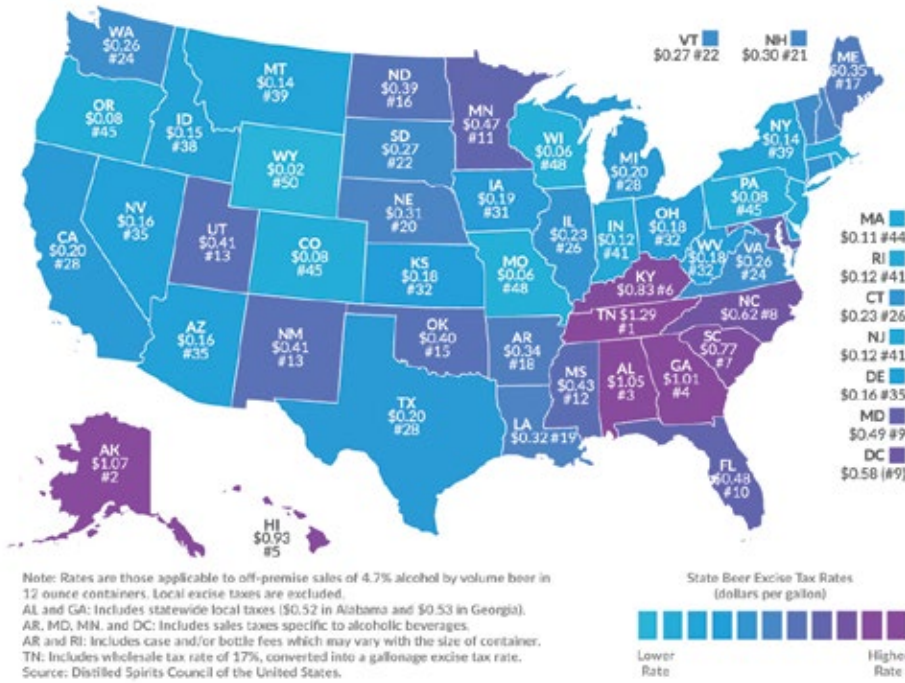 WA
$0.26
#24
MT
$0.14
#39
ND
$0.39
#16
MN
$0.47
#11
VT
$0.27 #22
NH
$0.30 #21
ME
$0.35
#17
OR
$0.08
#45
ID
$0.15
#38
WY
$0.02
#50
SD
$0.27
#22
WI
$0.06
#48
MI
$0.20
#28
NY
$0.14
#39
NE
$0.31
#20
IA
$0.19
#31
PA
$0.08
#45
CA
$0.20
#28
NV
$0.16
#35
UT
$0.41
#13
CO
$0.08
#45
KS
$0.18
#32
MO
$0.06
#48
IL
$0.23
#26
IN
$0.12
#41
OH
$0.18
#32
WV
$0.18
#32
VA
$0.26
#24
KY
$0.83 #6
MA
$0.11 #44
RI
$0.12 #41
CT
$0.23 #26
NJ
$0.12 #41
DE
$0.16 #35
MD
$0.49 #9
DC
$0.58 (#9)
AZ
$0.16
#35
NM
$0.41
#13
OK
$0.40
#15
AR
$0.34
#18
TN $1.29
#1
NC
$0.62 #8
SC
$0.77
#7
TX
$0.20
#28
LA
$0.32 #19
MS
$0.43
#12
AL
$1.05
#3
GA
$1.01
#4
FL
$0.48
#10
AK
$1.07
#2
HI
$0.93
#5
Note: Rates are those applicable to off-premise sales of 4.7% alcohol by volume beer in
12 ounce containers. Local excise taxes are excluded.
AL and GA: Includes statewide local taxes ($0.52 in Alabama and $0.53 in Georgia).
AR, MD, MN, and DC: Includes sales taxes specific to alcoholic beverages.
AR and RI: Includes case and/or bottle fees which may vary with the size of container.
TN: Includes wholesale tax rate of 17%, converted into a gallonage excise tax rate.
Source: Distilled Spirits Council of the United States.
State Beer Excise Tax Rates
(dollars per gallon)
Lower
Rate
Higher
Rate